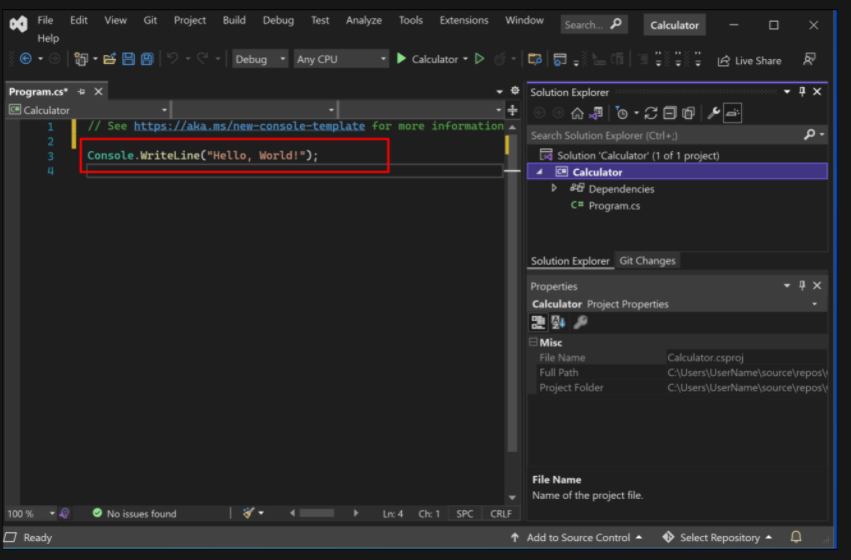 File Edit View Git Project Build Debug Test Analyze Tools Extensions Window Search... Calculator
Help
Debug Any CPU Calculator Live Share
Program.cs*
Calculator
1 // See https://aka.ms/new-console-template for more information
2
3 Console.WriteLine("Hello, World!");
4
100 % No issues found Ln: 4 Ch: 1 SPC CRLF
Solution Explorer
Search Solution Explorer (Ctrl+;)
Solution 'Calculator' (1 of 1 project)
Calculator
Dependencies
C# Program.cs
Solution Explorer Git Changes
Properties
Calculator Project Properties
Misc
File Name Calculator.csproj
Full Path C:\Users\UserName\source\repos\
Project Folder C:\Users\UserName\source\repos\
File Name
Name of the project file.
Ready Add to Source Control Select Repository